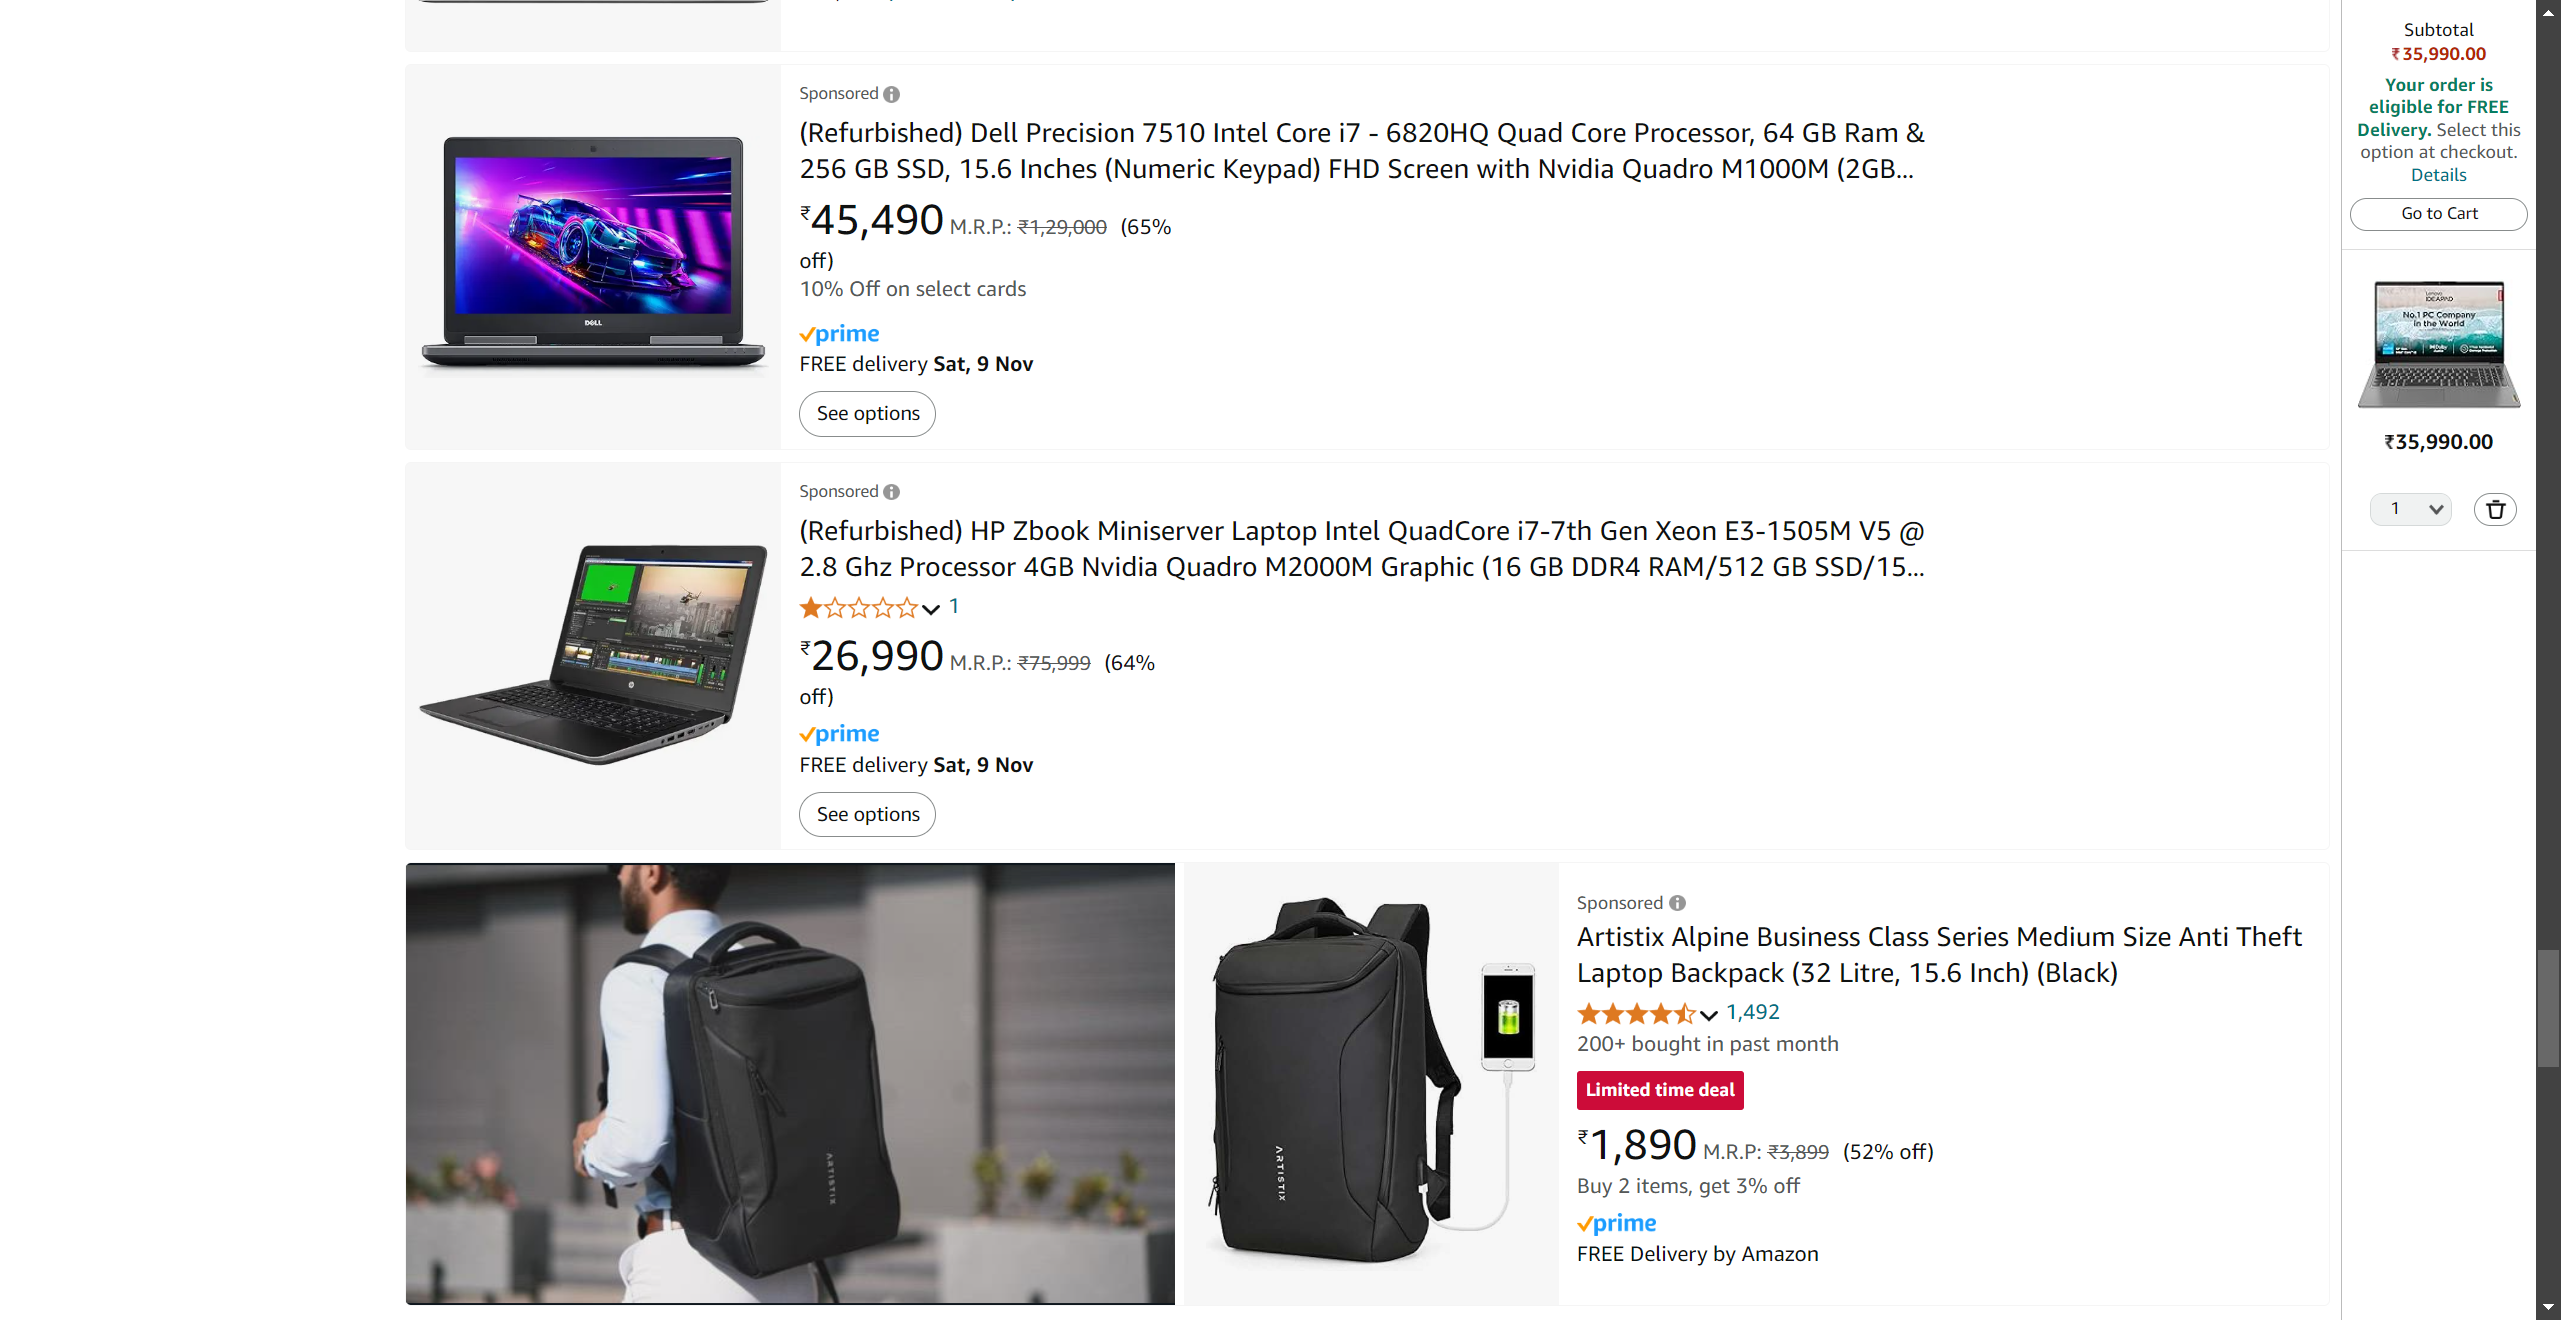 Sponsored
(Refurbished) Dell Precision 7510 Intel Core i7 - 6820HQ Quad Core Processor, 64 GB Ram &
256 GB SSD, 15.6 Inches (Numeric Keypad) FHD Screen with Nvidia Quadro M1000M (2GB...
₹45,490 M.R.P.: ₹1,29,000 (65%
off)
10% Off on select cards
prime
FREE delivery Sat, 9 Nov
See options
DELL
Sponsored
(Refurbished) HP Zbook Miniserver Laptop Intel QuadCore i7-7th Gen Xeon E3-1505M V5 @
2.8 Ghz Processor 4GB Nvidia Quadro M2000M Graphic (16 GB DDR4 RAM/512 GB SSD/15...
1
₹26,990 M.R.P.: ₹75,999 (64%
off)
prime
FREE delivery Sat, 9 Nov
See options
ARTISTIX
ARTISTIX
Sponsored
Artistix Alpine Business Class Series Medium Size Anti Theft
Laptop Backpack (32 Litre, 15.6 Inch) (Black)
1,492
200+ bought in past month
Limited time deal
₹1,890 M.R.P: ₹3,899 (52% off)
Buy 2 items, get 3% off
prime
FREE Delivery by Amazon
Subtotal
₹35,990.00
Your order is
eligible for FREE
Delivery. Select this
option at checkout.
Details
Go to Cart
Lenovo
IDEAPAD
No.1 PC Company
in the World
₹35,990.00
1